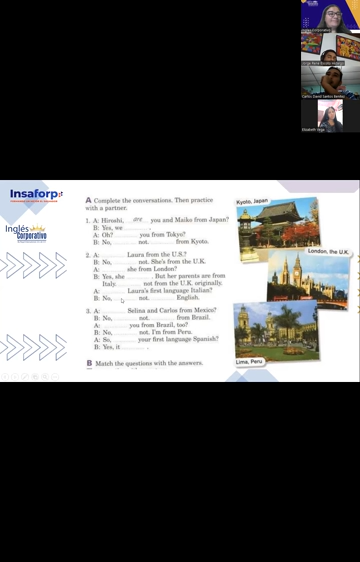 Insaforp
Inglés
Corporativo
A Complete the conversations. Then practice
with a partner.
1. A: Hiroshi, are you and Maiko from Japan?
B: Yes, we .
A: Oh? you from Tokyo?
B: No, not. from Kyoto.
2. A: Laura from the U.S.?
B: No, not. She's from the U.K.
A: she from London?
B: Yes, she . But her parents are from
Italy. not from the U.K. originally.
A: Laura's first language Italian?
B: No, not. English.
3. A: Selina and Carlos from Mexico?
B: No, not. from Brazil.
A: you from Brazil, too?
B: No, not. I'm from Peru.
A: So, your first language Spanish?
B: Yes, it .
B Match the questions with the answers.
Kyoto, Japan
London, the U.K.
Lima, Peru